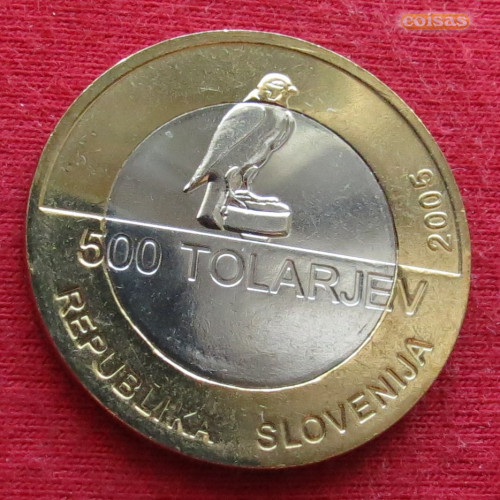 coisas
2005
500 TOLARJEV
REPUBLIKA SLOVENIJA